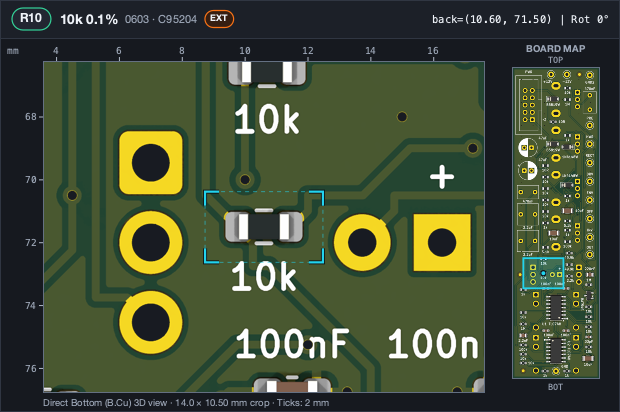 R10 10k 0.1% 0603 · C95204 EXT back=(10.60, 71.50) | Rot 0°
mm 4 6 8 10 12 14 16
BOARD MAP
TOP
68
70
72
74
76
10k
+
10k
100nF 100n
BOT
Direct Bottom (B.Cu) 3D view · 14.0 × 10.50 mm crop · Ticks: 2 mm